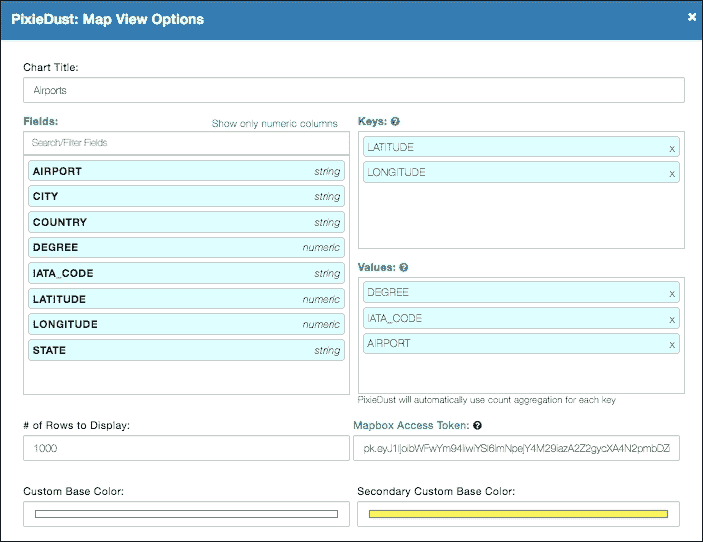 PixieDust: Map View Options
×
Chart Title:
Airports
Fields:
Show only numeric columns
Search/Filter Fields
AIRPORT string
CITY string
COUNTRY string
DEGREE numeric
IATA_CODE string
LATITUDE numeric
LONGITUDE numeric
STATE string
Keys: ?
LATITUDE x
LONGITUDE x
Values: ?
DEGREE x
IATA_CODE x
AIRPORT x
PixieDust will automatically use count aggregation for each key
# of Rows to Display:
1000
Mapbox Access Token: ?
Custom Base Color:
Secondary Custom Base Color: